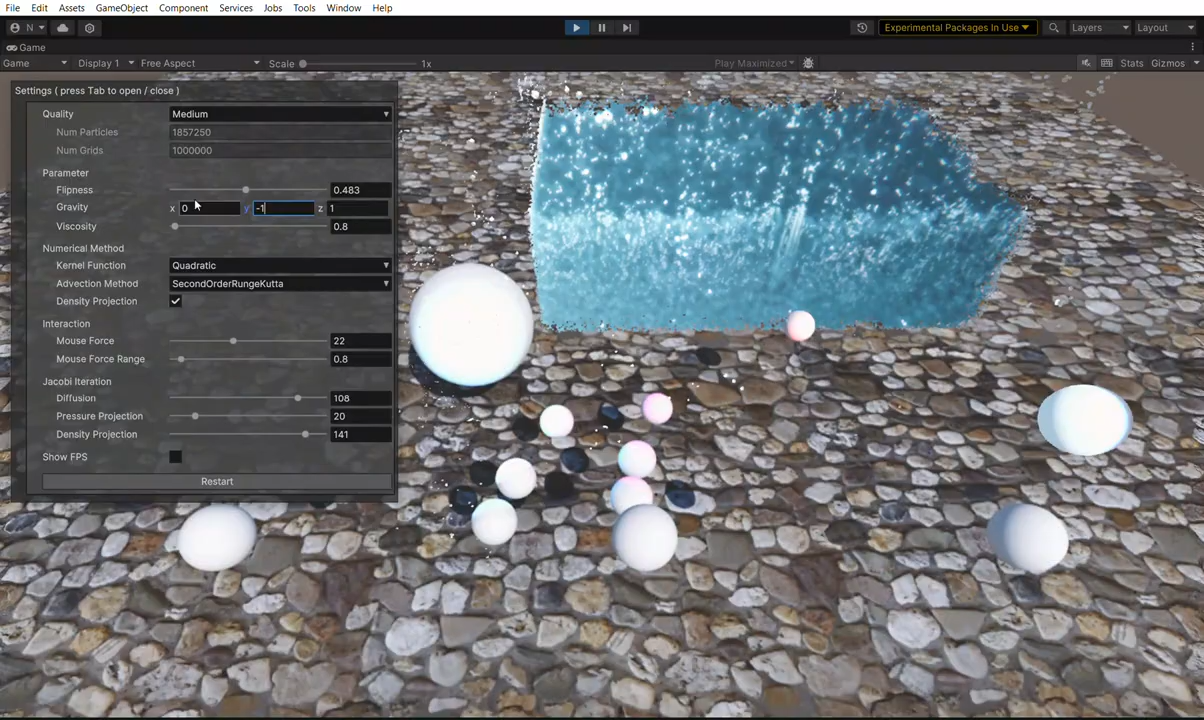 File Edit Assets GameObject Component Services Jobs Tools Window Help
N Experimental Packages In Use Layers Layout
Game
Game Display 1 Free Aspect Scale 1x Play Maximized Stats Gizmos
Settings ( press Tab to open / close )
Quality Medium
Num Particles 1857250
Num Grids 1000000
Parameter
Flipness 0.483
Gravity x 0 y -1 z 1
Viscosity 0.8
Numerical Method
Kernel Function Quadratic
Advection Method SecondOrderRungeKutta
Density Projection
Interaction
Mouse Force 22
Mouse Force Range 0.8
Jacobi Iteration
Diffusion 108
Pressure Projection 20
Density Projection 141
Show FPS
Restart